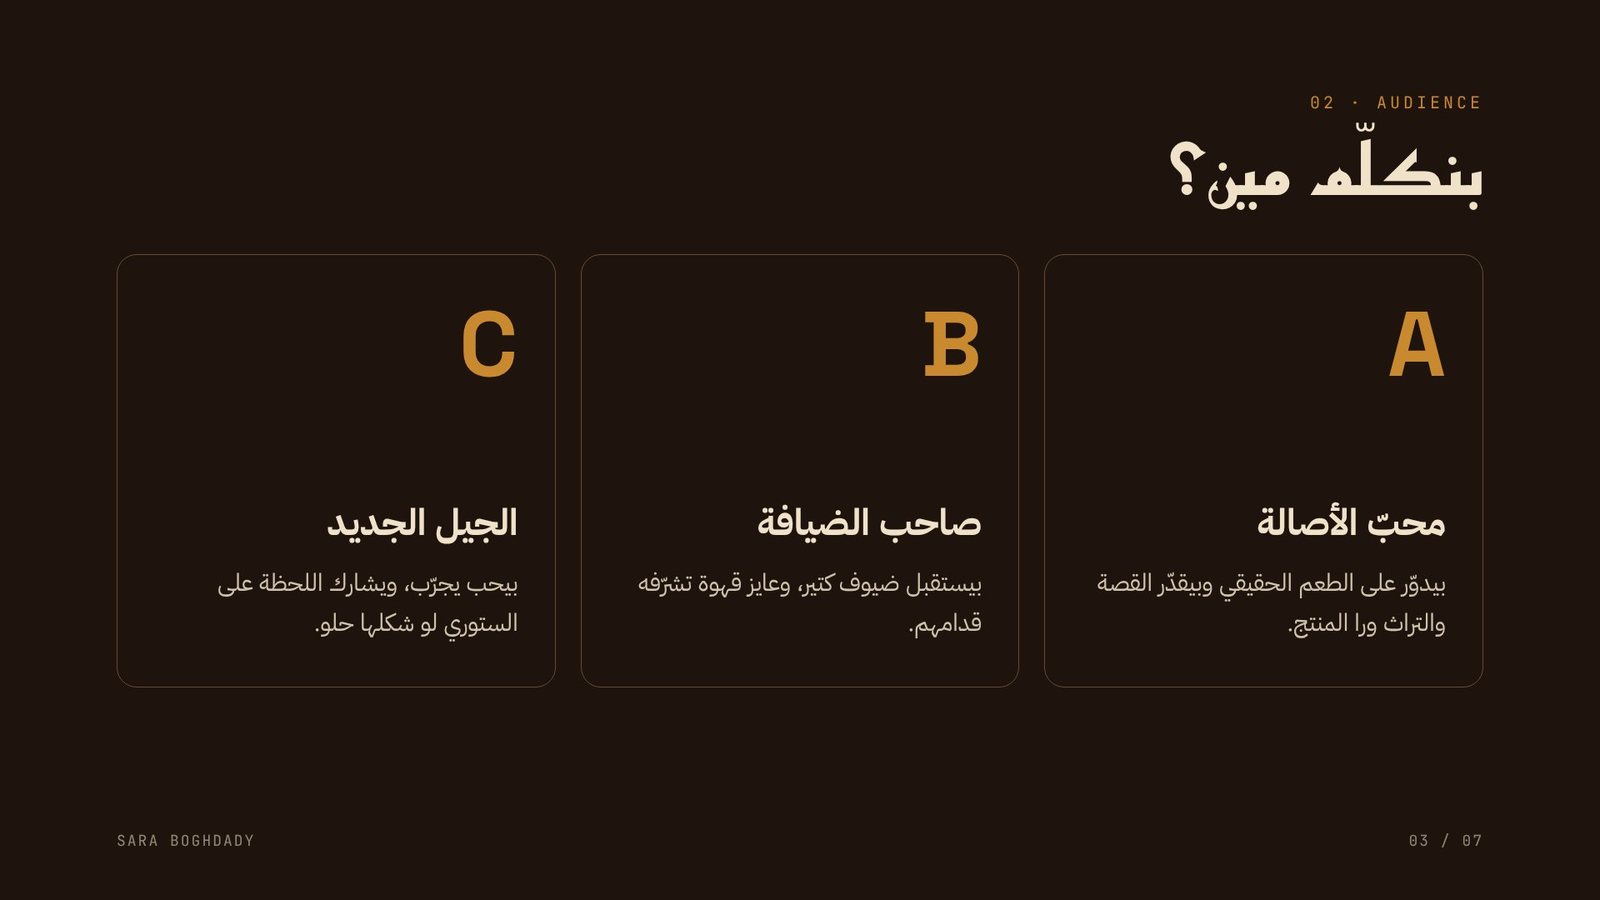 02 · AUDIENCE
بنكلّم مين؟
A
محبّ الأصالة
بيدوّر على الطعم الحقيقي وبيقدّر القصة
والتراث ورا المنتج.
B
صاحب الضيافة
بيستقبل ضيوف كتير، وعايز قهوة تشرّفه
قدامهم.
C
الجيل الجديد
بيحب يجرّب، ويشارك اللحظة على
الستوري لو شكلها حلو.
SARA BOGHDADY
03 / 07